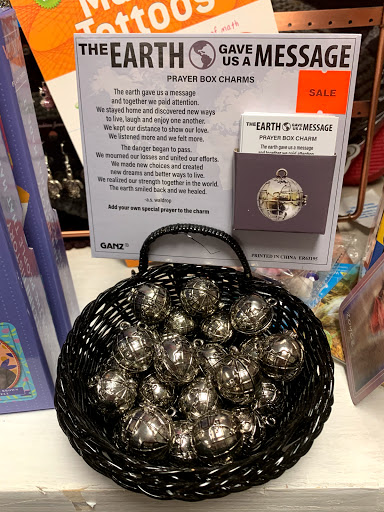 Math
Tattoos
THE EARTH GAVE US A MESSAGE
PRAYER BOX CHARMS
The earth gave us a message
and together we paid attention.
We stayed home and discovered new ways
to live, laugh and enjoy one another.
We kept our distance to show our love.
We listened more and we felt more.
The danger began to pass.
We mourned our losses and united our efforts.
We made new choices and created
new dreams and better ways to live.
We realized our strength together in the world.
The earth smiled back and we healed.
Add your own special prayer to the charm
GANZ
SALE
THE EARTH GAVE US A MESSAGE
PRAYER BOX CHARM
The earth gave us a message
PRINTED IN CHINA ER63195